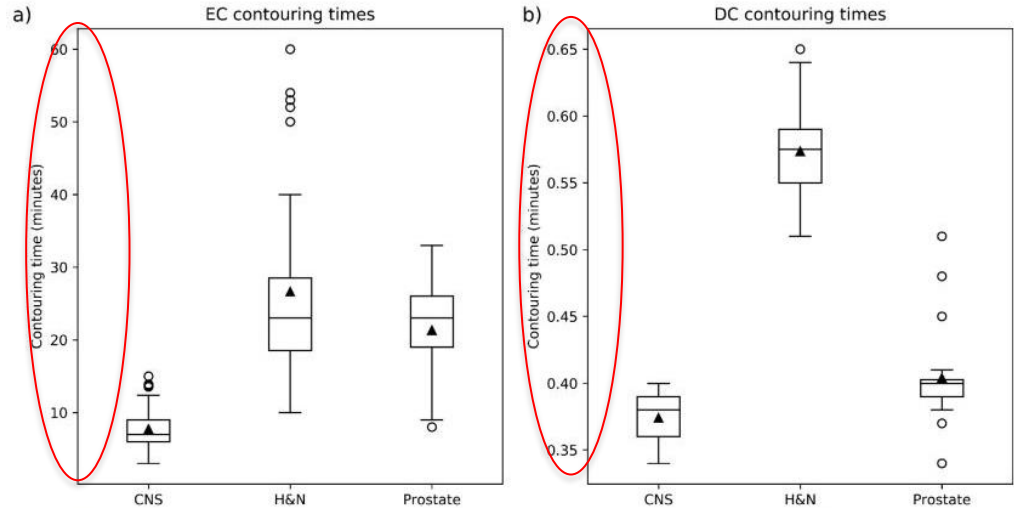 a)
EC contouring times
Contouring time (minutes)
60
50
40
30
20
10
CNS
H&N
Prostate
b)
DC contouring times
Contouring time (minutes)
0.65
0.60
0.55
0.50
0.45
0.40
0.35
CNS
H&N
Prostate